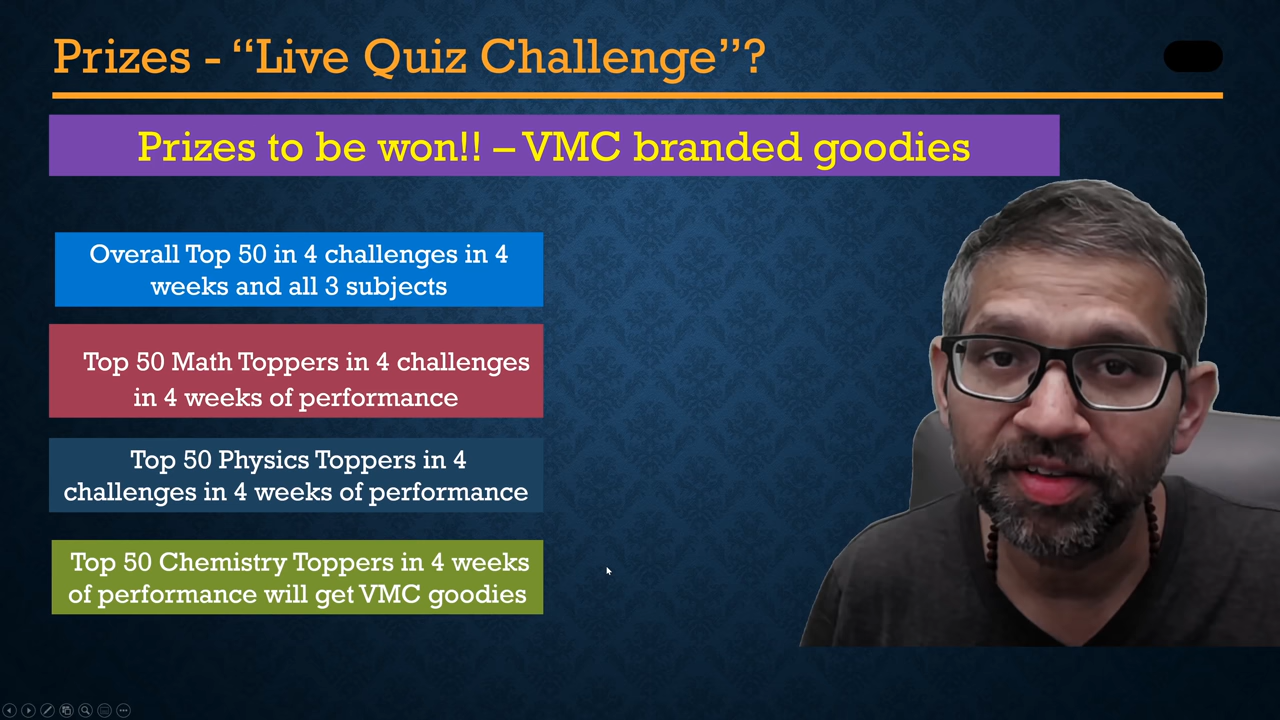 Prizes - “Live Quiz Challenge”?
Prizes to be won!! – VMC branded goodies
Overall Top 50 in 4 challenges in 4
weeks and all 3 subjects
Top 50 Math Toppers in 4 challenges
in 4 weeks of performance
Top 50 Physics Toppers in 4
challenges in 4 weeks of performance
Top 50 Chemistry Toppers in 4 weeks
of performance will get VMC goodies